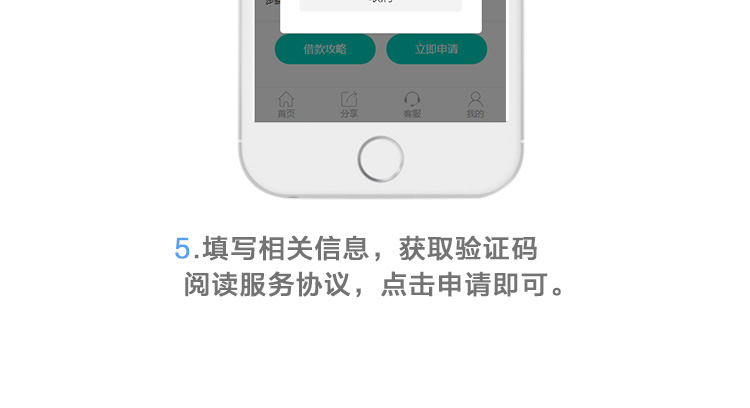 借款攻略 立即申请
首页 分享 客服 我的
5.填写相关信息，获取验证码
阅读服务协议，点击申请即可。